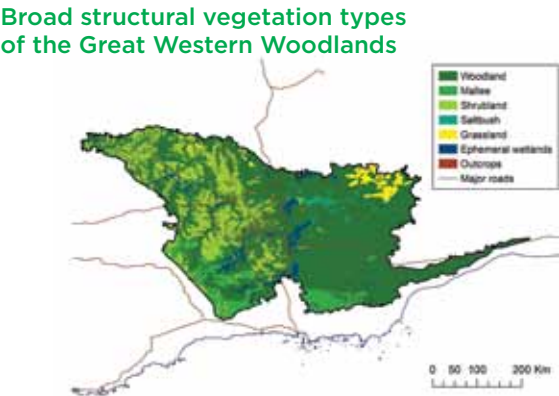 Broad structural vegetation types
of the Great Western Woodlands
Woodland
Mallee
Shrubland
Saltbush
Grassland
Ephemeral wetlands
Outcrops
Major roads
0 50 100 200 Km